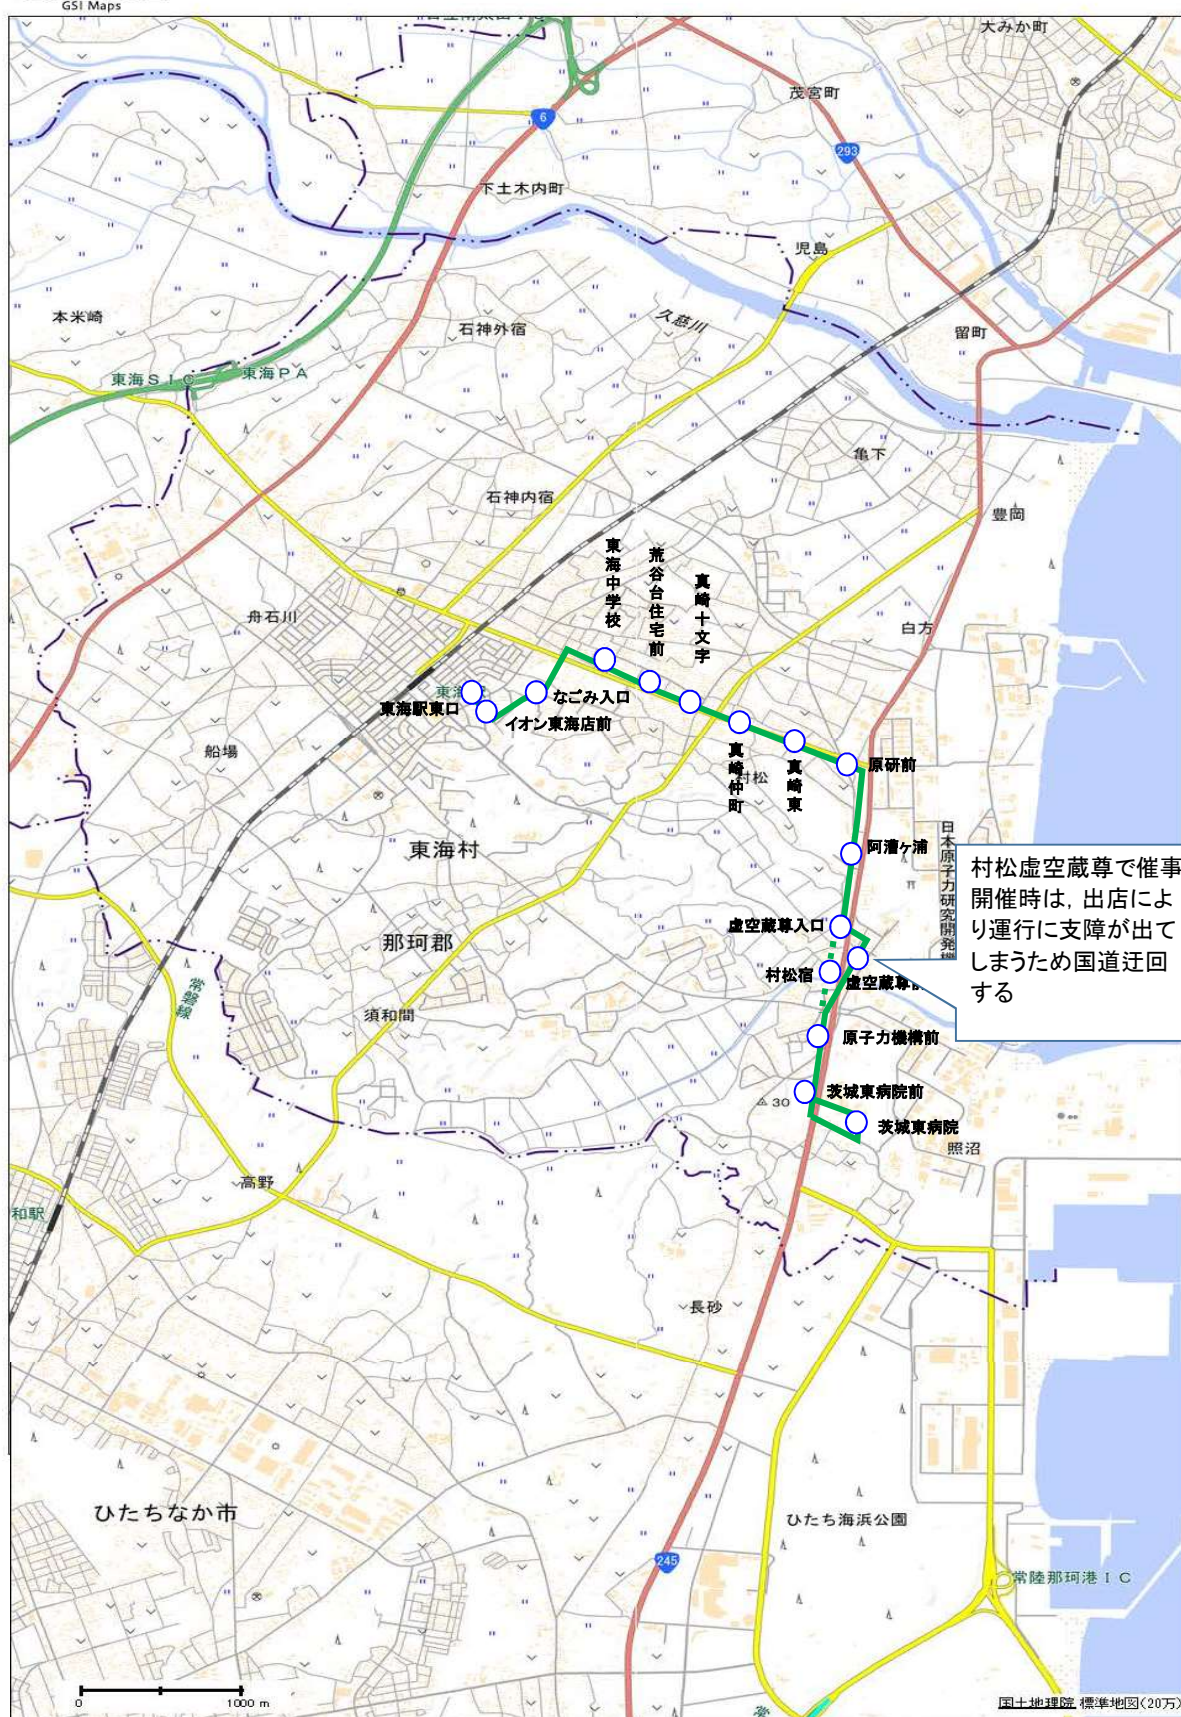 GSI Maps
大みか町
茂宮町
6
293
下土木内町
児島
本米崎
石神外宿
久慈川
留町
東海ＳＩＣ
東海ＰＡ
亀下
石神内宿
豊岡
東海中学校
荒谷台住宅前
真崎十文字
舟石川
白方
東海駅東口
なごみ入口
イオン東海店前
船場
真崎仲町
村松
真崎東
原研前
東海村
阿漕ヶ浦
日本原子力研究開発機
村松虚空蔵尊で催事
開催時は，出店によ
り運行に支障が出て
しまうため国道迂回
する
虚空蔵尊入口
那珂郡
村松宿
虚空蔵尊前
常磐線
須和間
原子力機構前
茨城東病院前
30
茨城東病院
照沼
高野
和駅
長砂
ひたちなか市
ひたち海浜公園
245
常陸那珂港ＩＣ
0
1000 m
常
国土地理院 標準地図(20万)